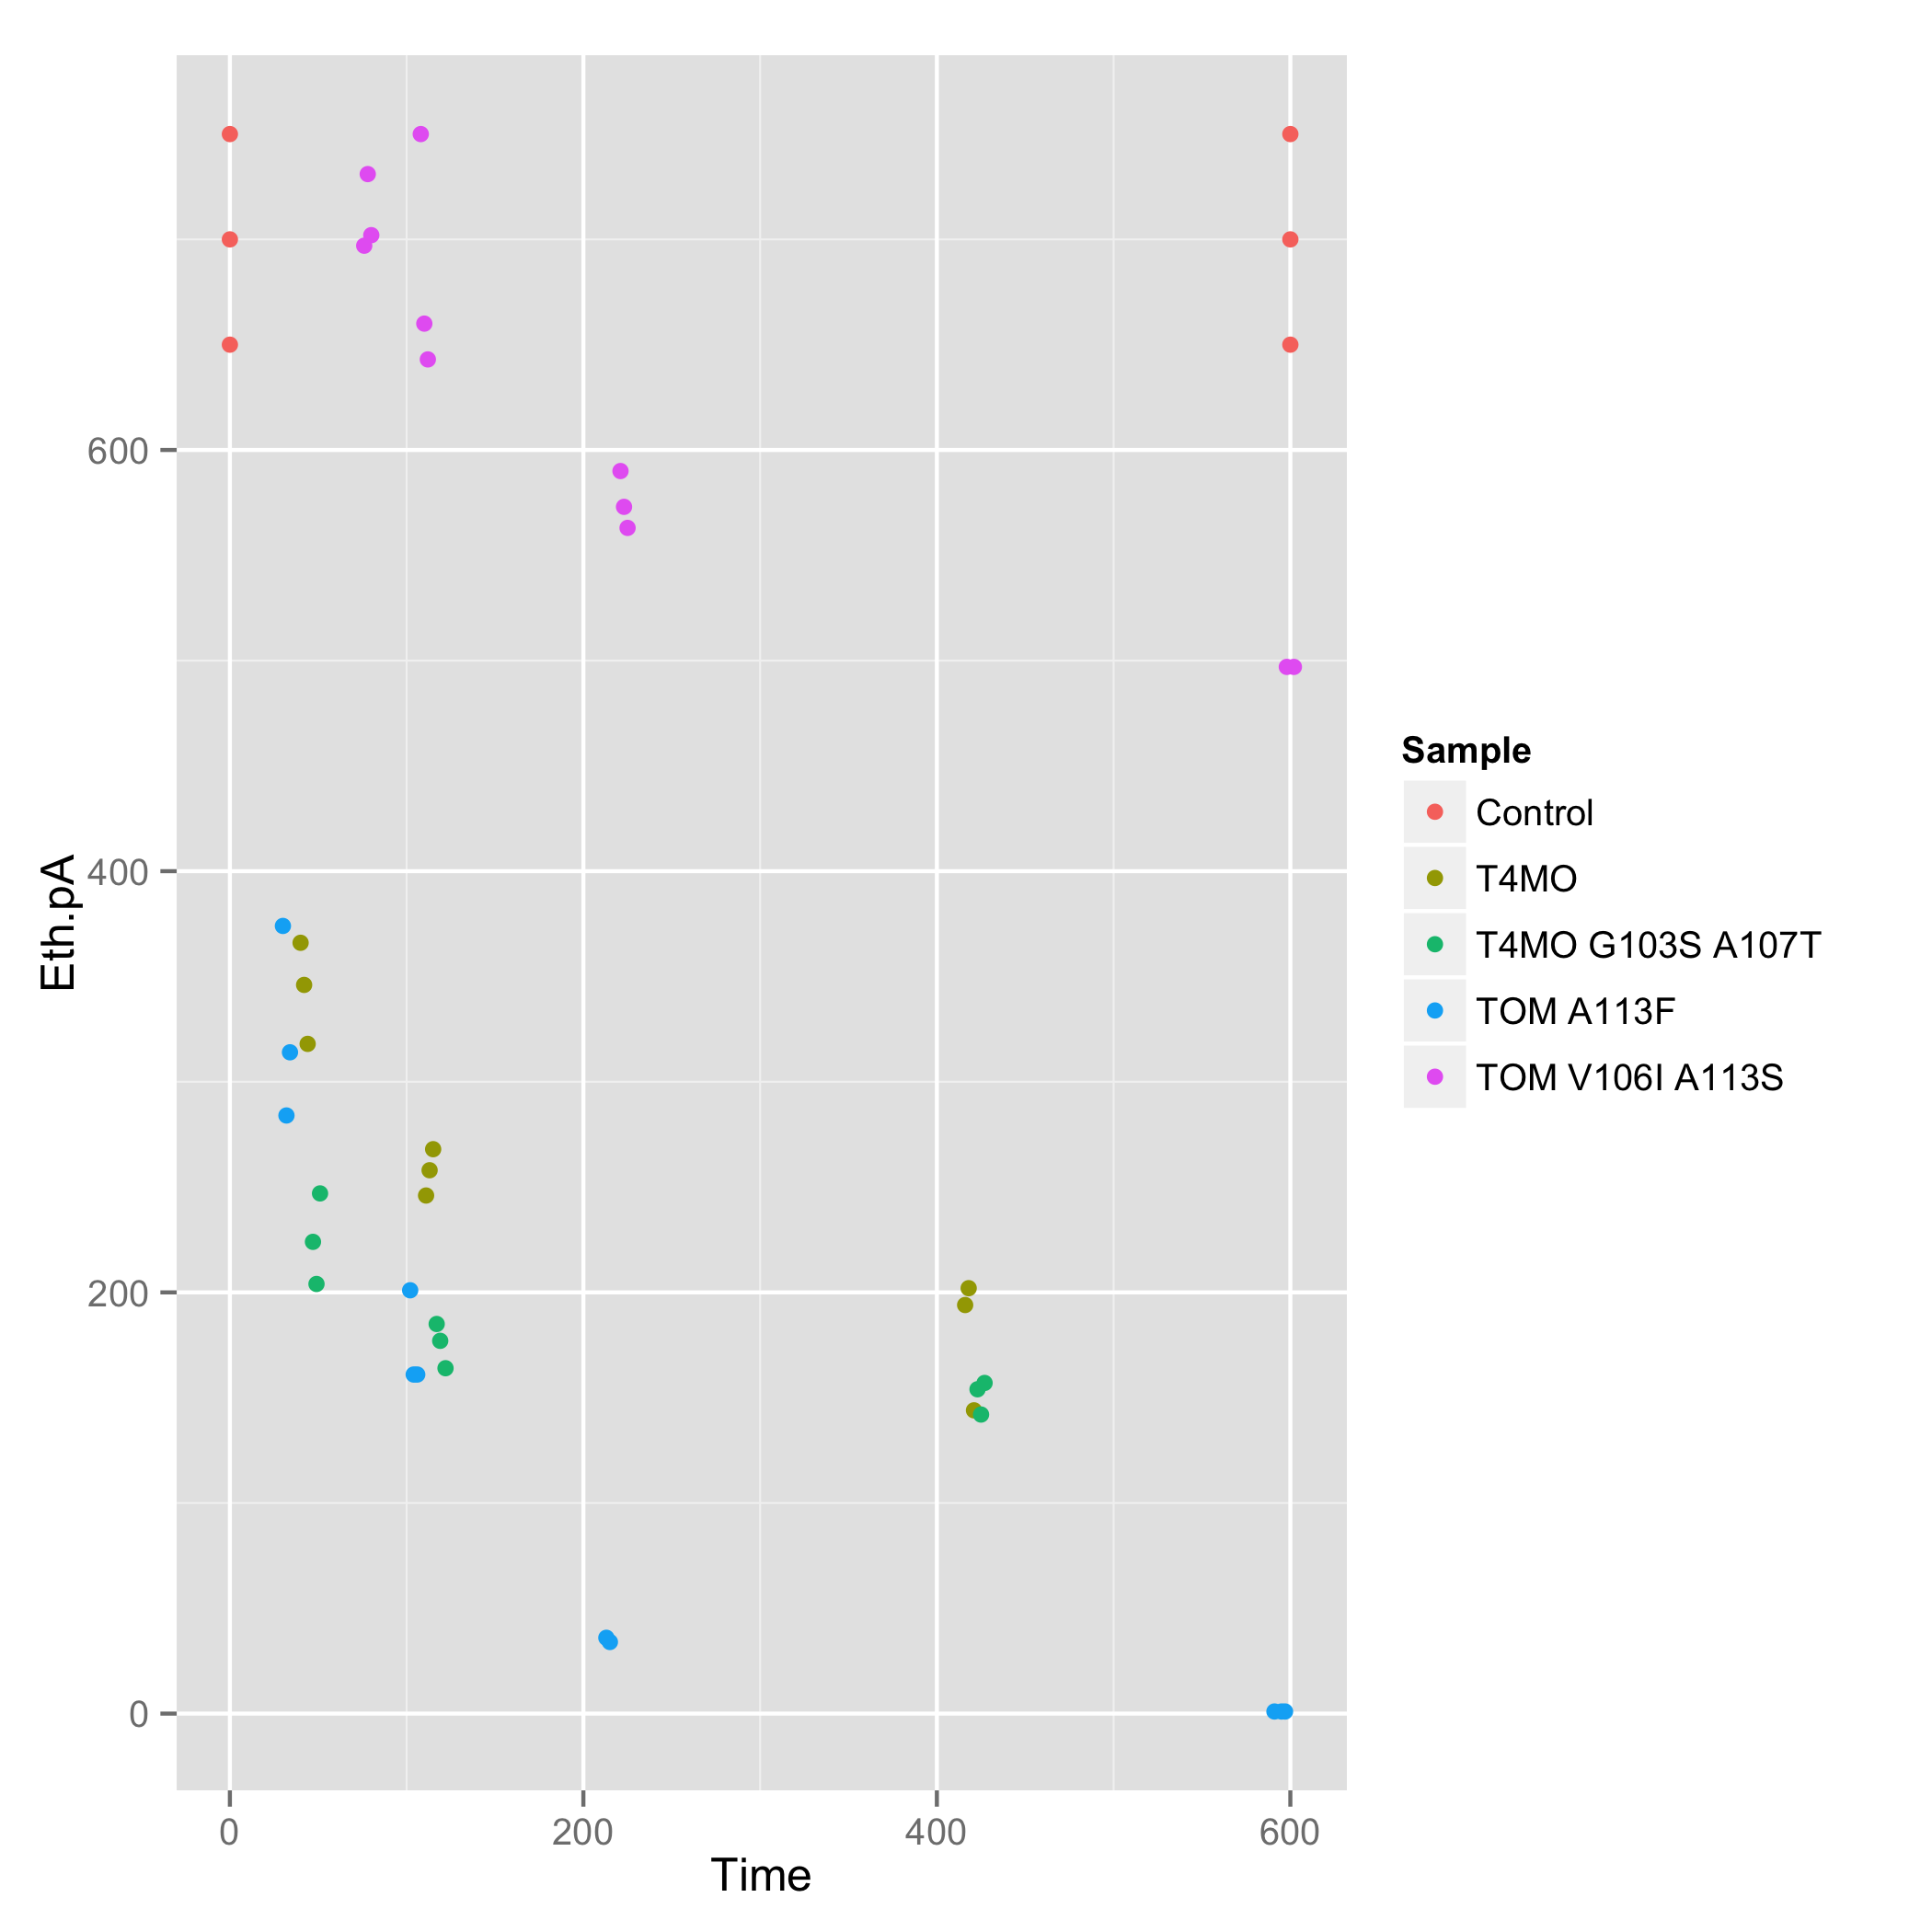 600
400
200
0
Eth.pA
0
200
400
600
Time
Sample
Control
T4MO
T4MO G103S A107T
TOM A113F
TOM V106I A113S